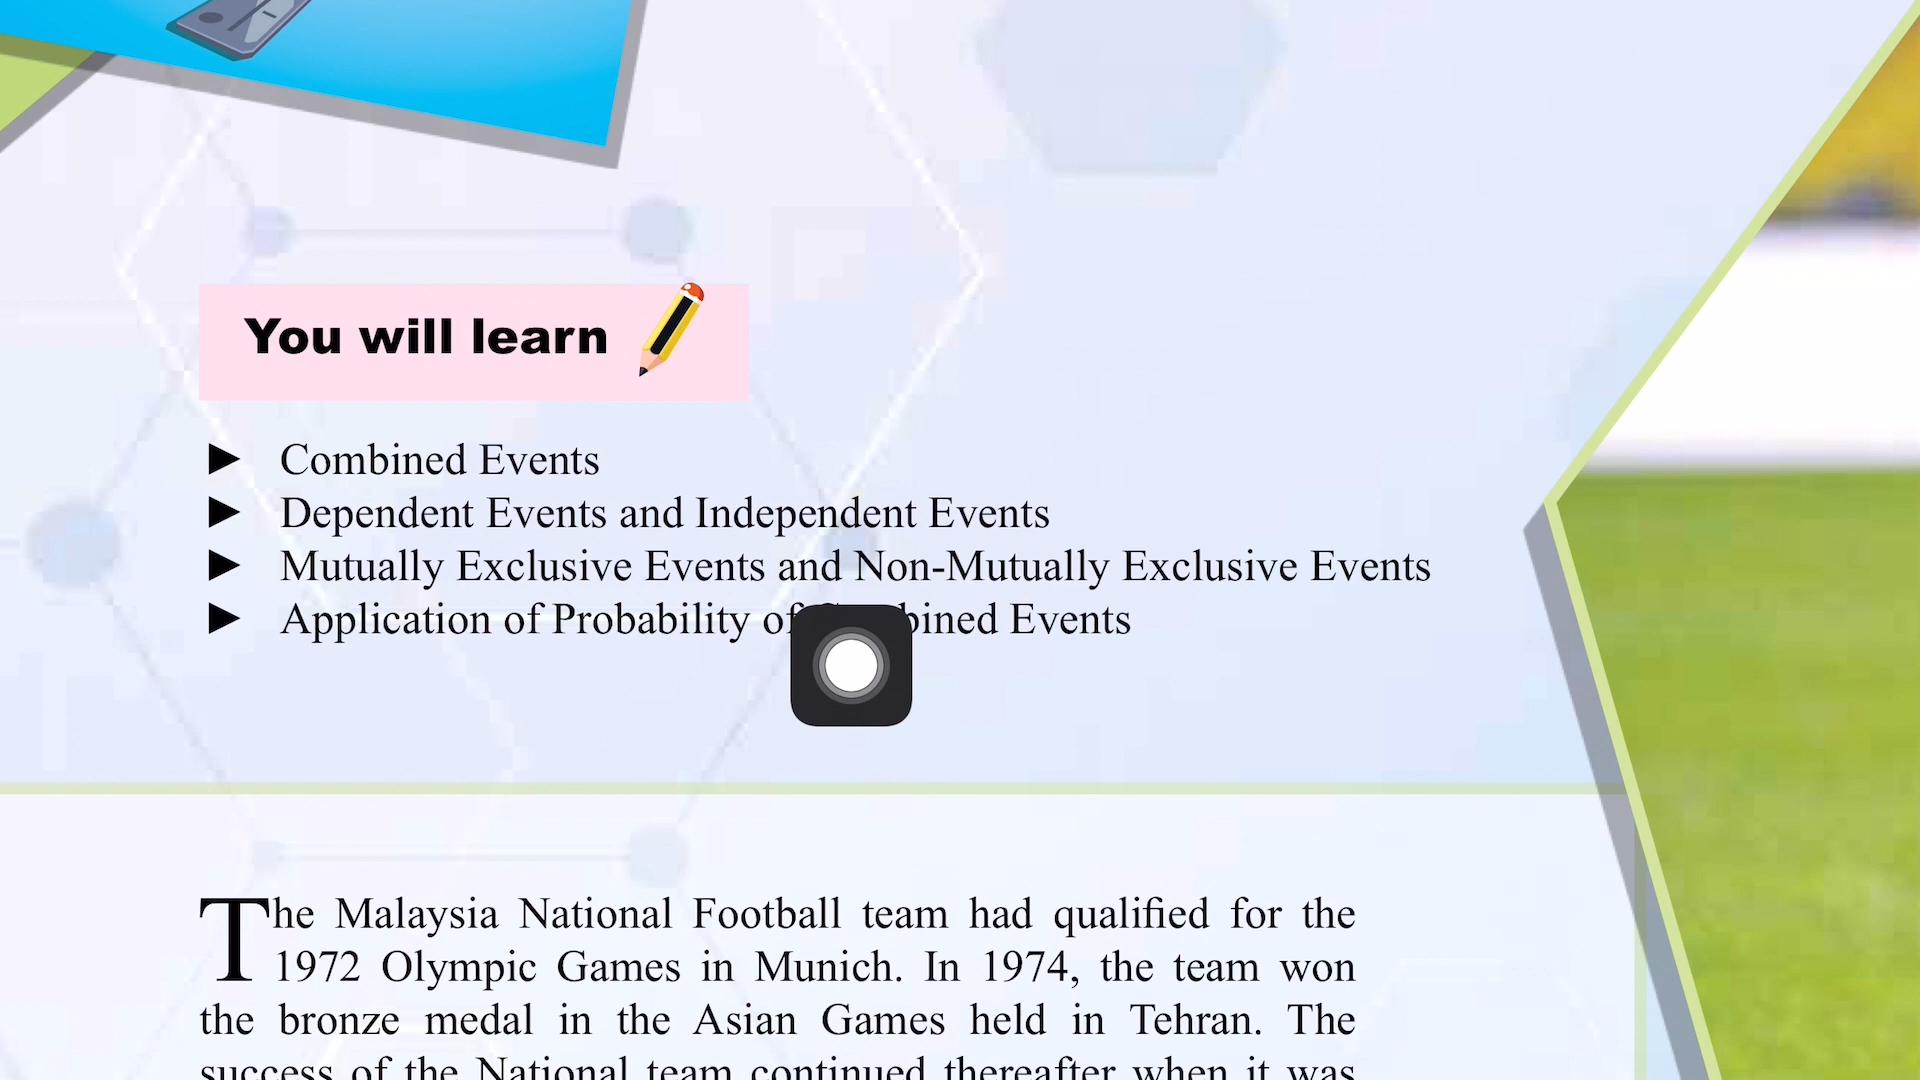 You will learn
► Combined Events
► Dependent Events and Independent Events
► Mutually Exclusive Events and Non-Mutually Exclusive Events
► Application of Probability of Combined Events
The Malaysia National Football team had qualified for the
1972 Olympic Games in Munich. In 1974, the team won
the bronze medal in the Asian Games held in Tehran. The
success of the National team continued thereafter when it was